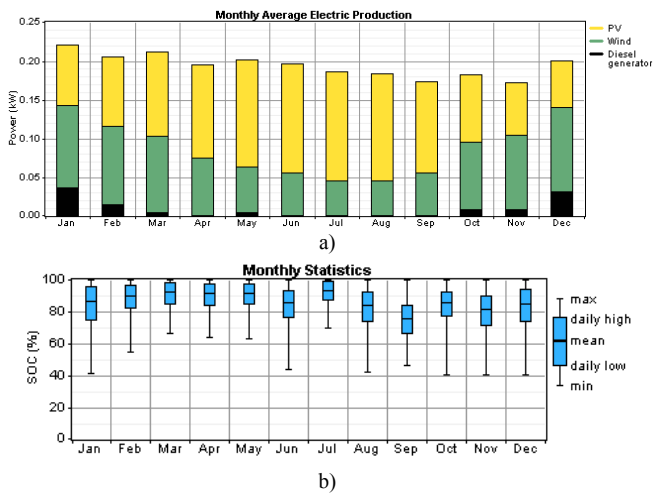 Monthly Average Electric Production
Power (kW)
0.25
0.20
0.15
0.10
0.05
0.00
Jan Feb Mar Apr May Jun Jul Aug Sep Oct Nov Dec
PV
Wind
Diesel
generator
a)
Monthly Statistics
SOC (%)
100
80
60
40
20
0
Jan Feb Mar Apr May Jun Jul Aug Sep Oct Nov Dec
max
daily high
mean
daily low
min
b)